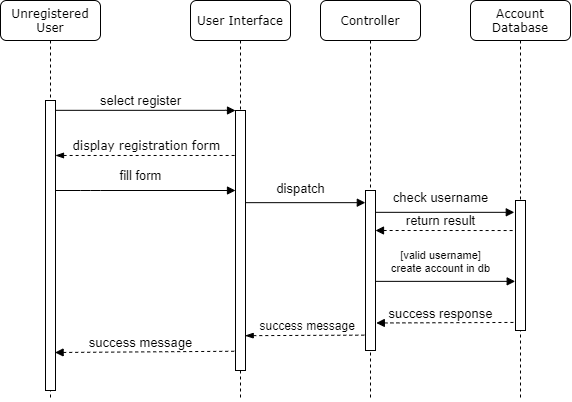 Unregistered
User
User Interface
Controller
Account
Database
select register
display registration form
fill form
dispatch
check username
return result
[valid username]
create account in db
success response
success message
success message